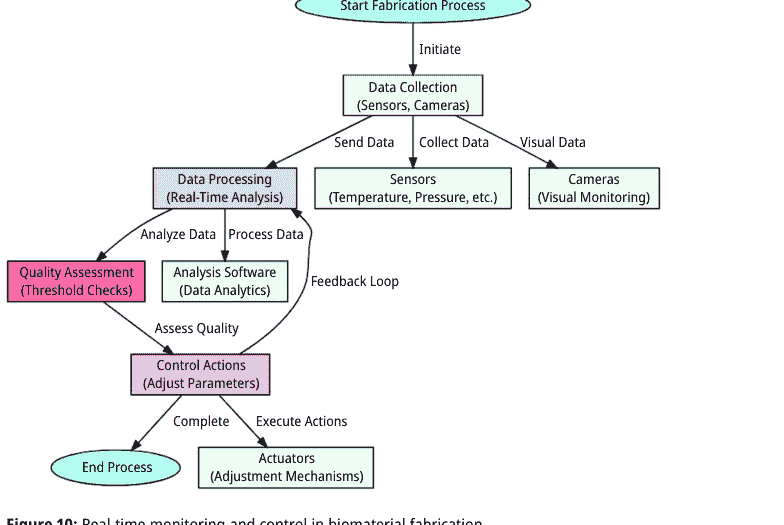 Start Fabrication Process
Initiate
Data Collection
(Sensors, Cameras)
Send Data
Collect Data
Visual Data
Data Processing
(Real-Time Analysis)
Sensors
(Temperature, Pressure, etc.)
Cameras
(Visual Monitoring)
Analyze Data
Process Data
Quality Assessment
(Threshold Checks)
Analysis Software
(Data Analytics)
Feedback Loop
Assess Quality
Control Actions
(Adjust Parameters)
Complete
Execute Actions
End Process
Actuators
(Adjustment Mechanisms)
Figure 10: Real-time monitoring and control in biomaterial fabrication